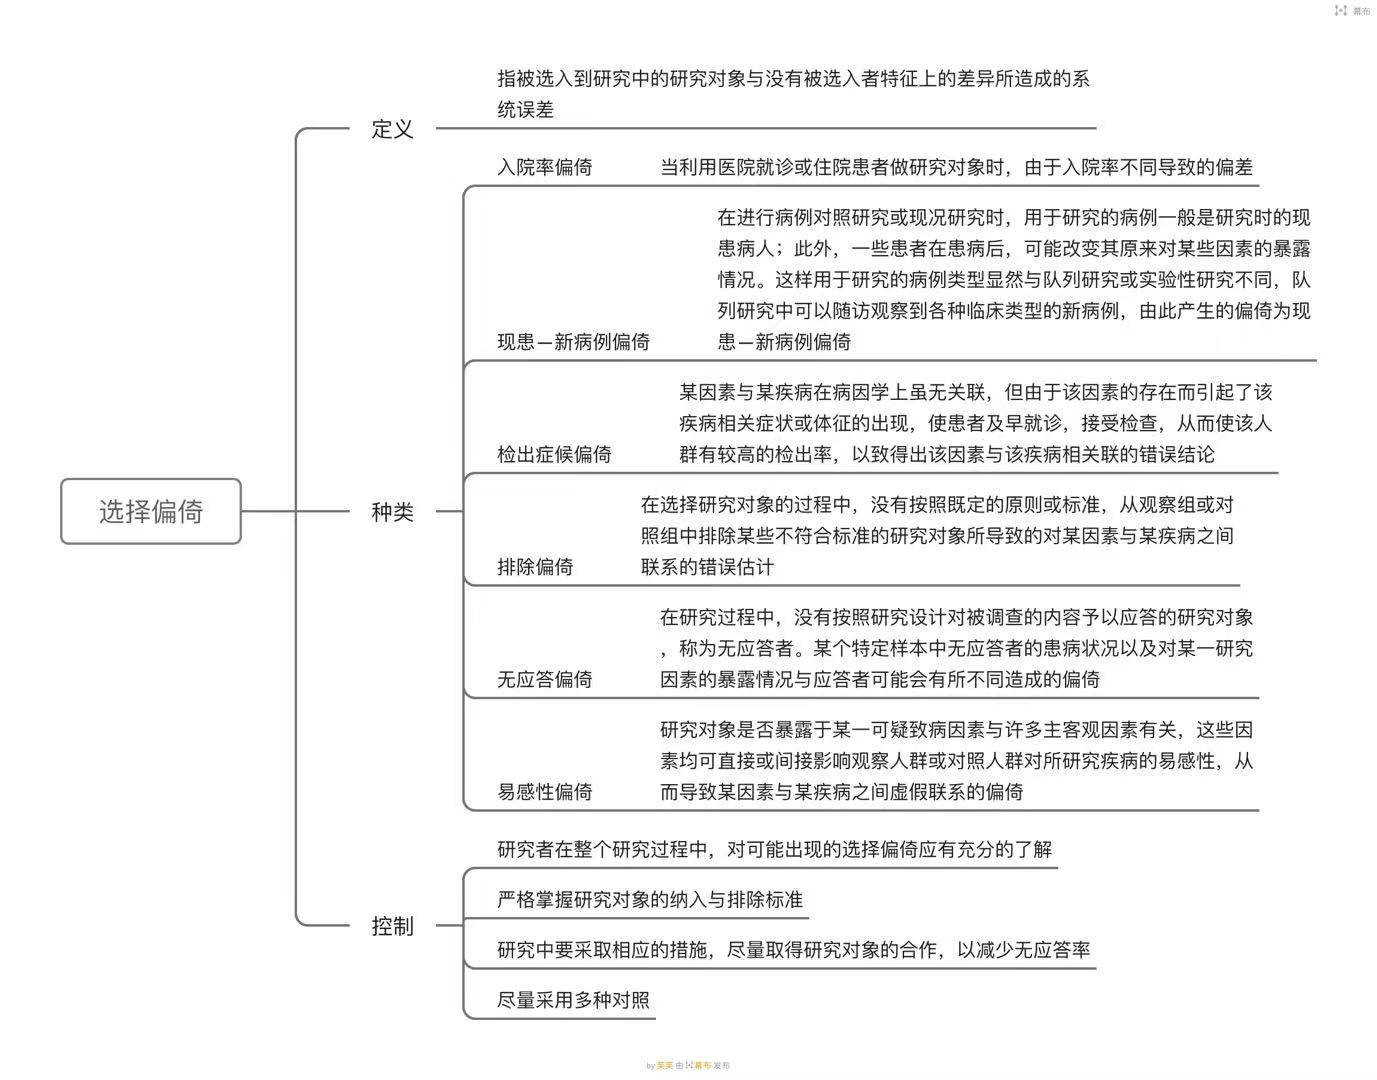 幕布
指被选入到研究中的研究对象与没有被选入者特征上的差异所造成的系
统误差
定义
入院率偏倚
当利用医院就诊或住院患者做研究对象时，由于入院率不同导致的偏差
在进行病例对照研究或现况研究时，用于研究的病例一般是研究时的现
患病人；此外，一些患者在患病后，可能改变其原来对某些因素的暴露
情况。这样用于研究的病例类型显然与队列研究或实验性研究不同，队
列研究中可以随访观察到各种临床类型的新病例，由此产生的偏倚为现
现患—新病例偏倚
患—新病例偏倚
某因素与某疾病在病因学上虽无关联，但由于该因素的存在而引起了该
疾病相关症状或体征的出现，使患者及早就诊，接受检查，从而使该人
检出症候偏倚
群有较高的检出率，以致得出该因素与该疾病相关联的错误结论
选择偏倚
种类
在选择研究对象的过程中，没有按照既定的原则或标准，从观察组或对
照组中排除某些不符合标准的研究对象所导致的对某因素与某疾病之间
排除偏倚
联系的错误估计
在研究过程中，没有按照研究设计对被调查的内容予以应答的研究对象
，称为无应答者。某个特定样本中无应答者的患病状况以及对某一研究
无应答偏倚
因素的暴露情况与应答者可能会有所不同造成的偏倚
研究对象是否暴露于某一可疑致病因素与许多主客观因素有关，这些因
素均可直接或间接影响观察人群或对照人群对所研究疾病的易感性，从
易感性偏倚
而导致某因素与某疾病之间虚假联系的偏倚
研究者在整个研究过程中，对可能出现的选择偏倚应有充分的了解
严格掌握研究对象的纳入与排除标准
控制
研究中要采取相应的措施，尽量取得研究对象的合作，以减少无应答率
尽量采用多种对照
by 芙芙 由 幕布 发布